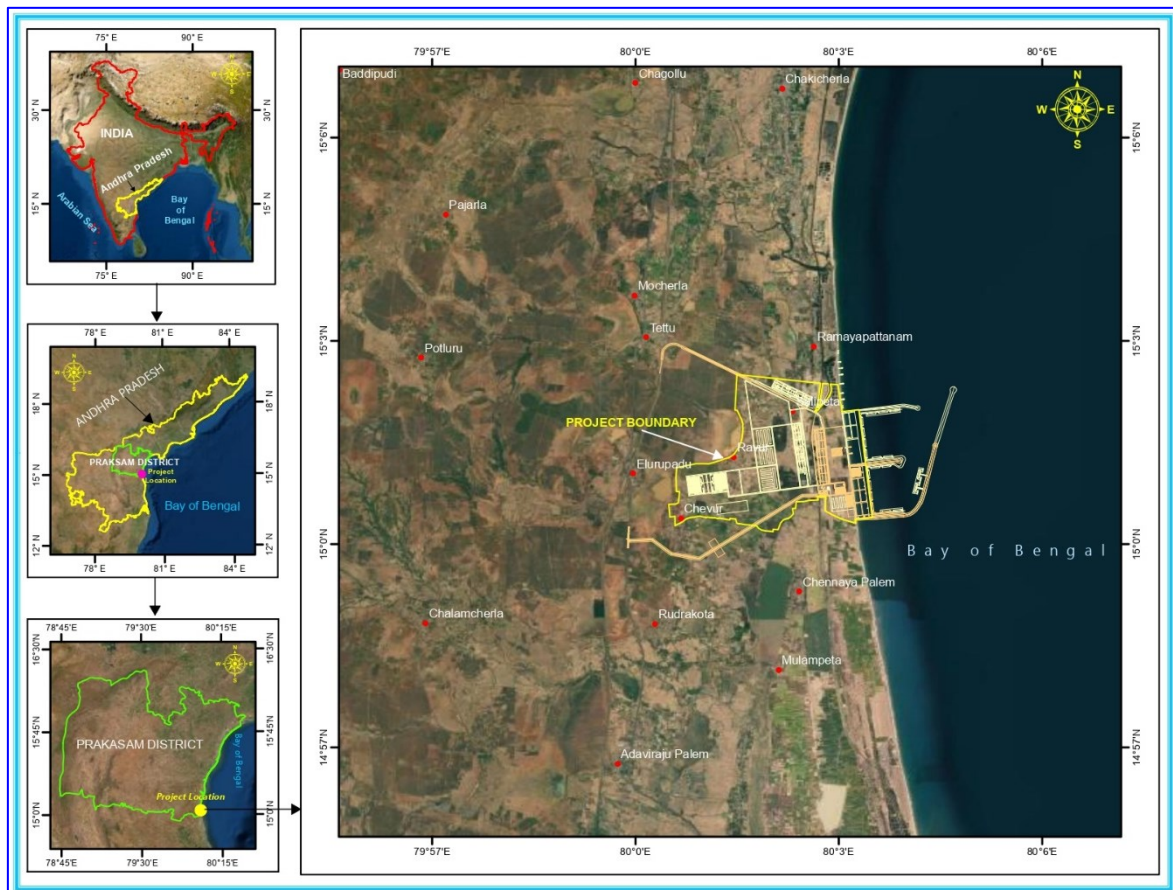 75° E
90° E
N
W
E
S
30° N
30° N
INDIA
Andhra Pradesh
Arabian Sea
Bay
of
Bengal
15° N
15° N
75° E
90° E
78° E
81° E
84° E
N
W
E
S
18°N
18°N
ANDHRA PRADESH
PRAKSAM DISTRICT
Project
Location
15°N
15°N
Bay of Bengal
12°N
12°N
78° E
81° E
84° E
78°45'E
79°30'E
80°15'E
16°30'N
16°30'N
N
W
E
S
15°45'N
15°45'N
PRAKASAM DISTRICT
Bay of Bengal
Project Location
15°0'N
15°0'N
78°45'E
79°30'E
80°15'E
79°57'E
80°0'E
80°3'E
80°6'E
Baddipudi
Chagollu
Chakicherla
N
W
E
S
15°6'N
15°6'N
Pajarla
Mocherla
Tettu
Ramayapattanam
15°3'N
15°3'N
Potluru
PROJECT BOUNDARY
Ravur
Elurupadu
Chevur
15°0'N
15°0'N
Bay of Bengal
Chennaya Palem
Chalamcherla
Rudrakota
Mulampeta
14°57'N
14°57'N
Adaviraju Palem
79°57'E
80°0'E
80°3'E
80°6'E